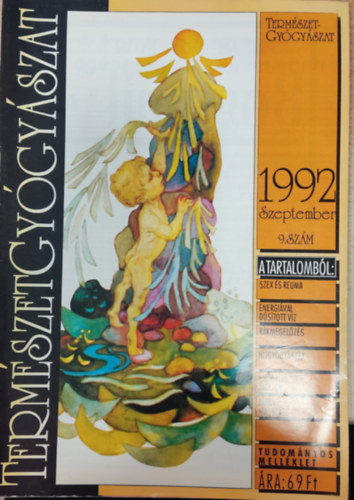 TERMÉSZETGYÓGYÁSZAT
TERMÉSZET-
GYÓGYÁSZAT
1992
Szeptember
9.SZÁM
A TARTALOMBÓL:
SZEX ÉS REUMA
ENERGIÁVAL
DÚSÍTOTT VÍZ
RÁKMEGELŐZÉS
TUDOMÁNYOS
MELLÉKLET
ÁRA: 69 Ft